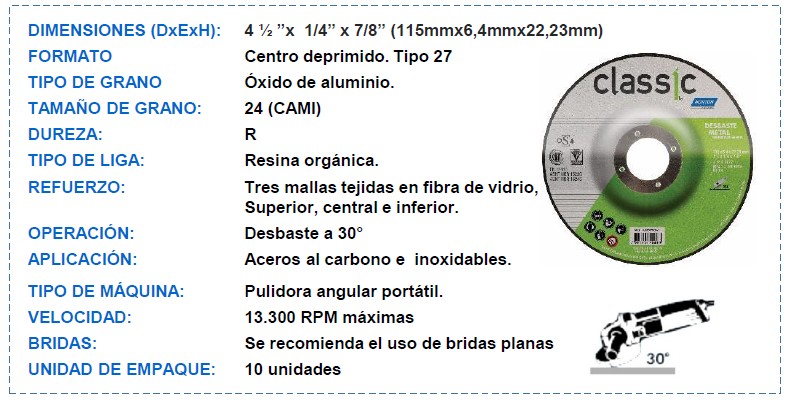 DIMENSIONES (DxExH): 4 ½ ”x 1/4” x 7/8” (115mmx6,4mmx22,23mm)
FORMATO Centro deprimido. Tipo 27
TIPO DE GRANO Óxido de aluminio.
TAMAÑO DE GRANO: 24 (CAMI)
DUREZA: R
TIPO DE LIGA: Resina orgánica.
REFUERZO: Tres mallas tejidas en fibra de vidrio,
Superior, central e inferior.
OPERACIÓN: Desbaste a 30°
APLICACIÓN: Aceros al carbono e inoxidables.
TIPO DE MÁQUINA: Pulidora angular portátil.
VELOCIDAD: 13.300 RPM máximas
BRIDAS: Se recomienda el uso de bridas planas
UNIDAD DE EMPAQUE: 10 unidades
classic
NORTON
DESBASTE
METAL
30°